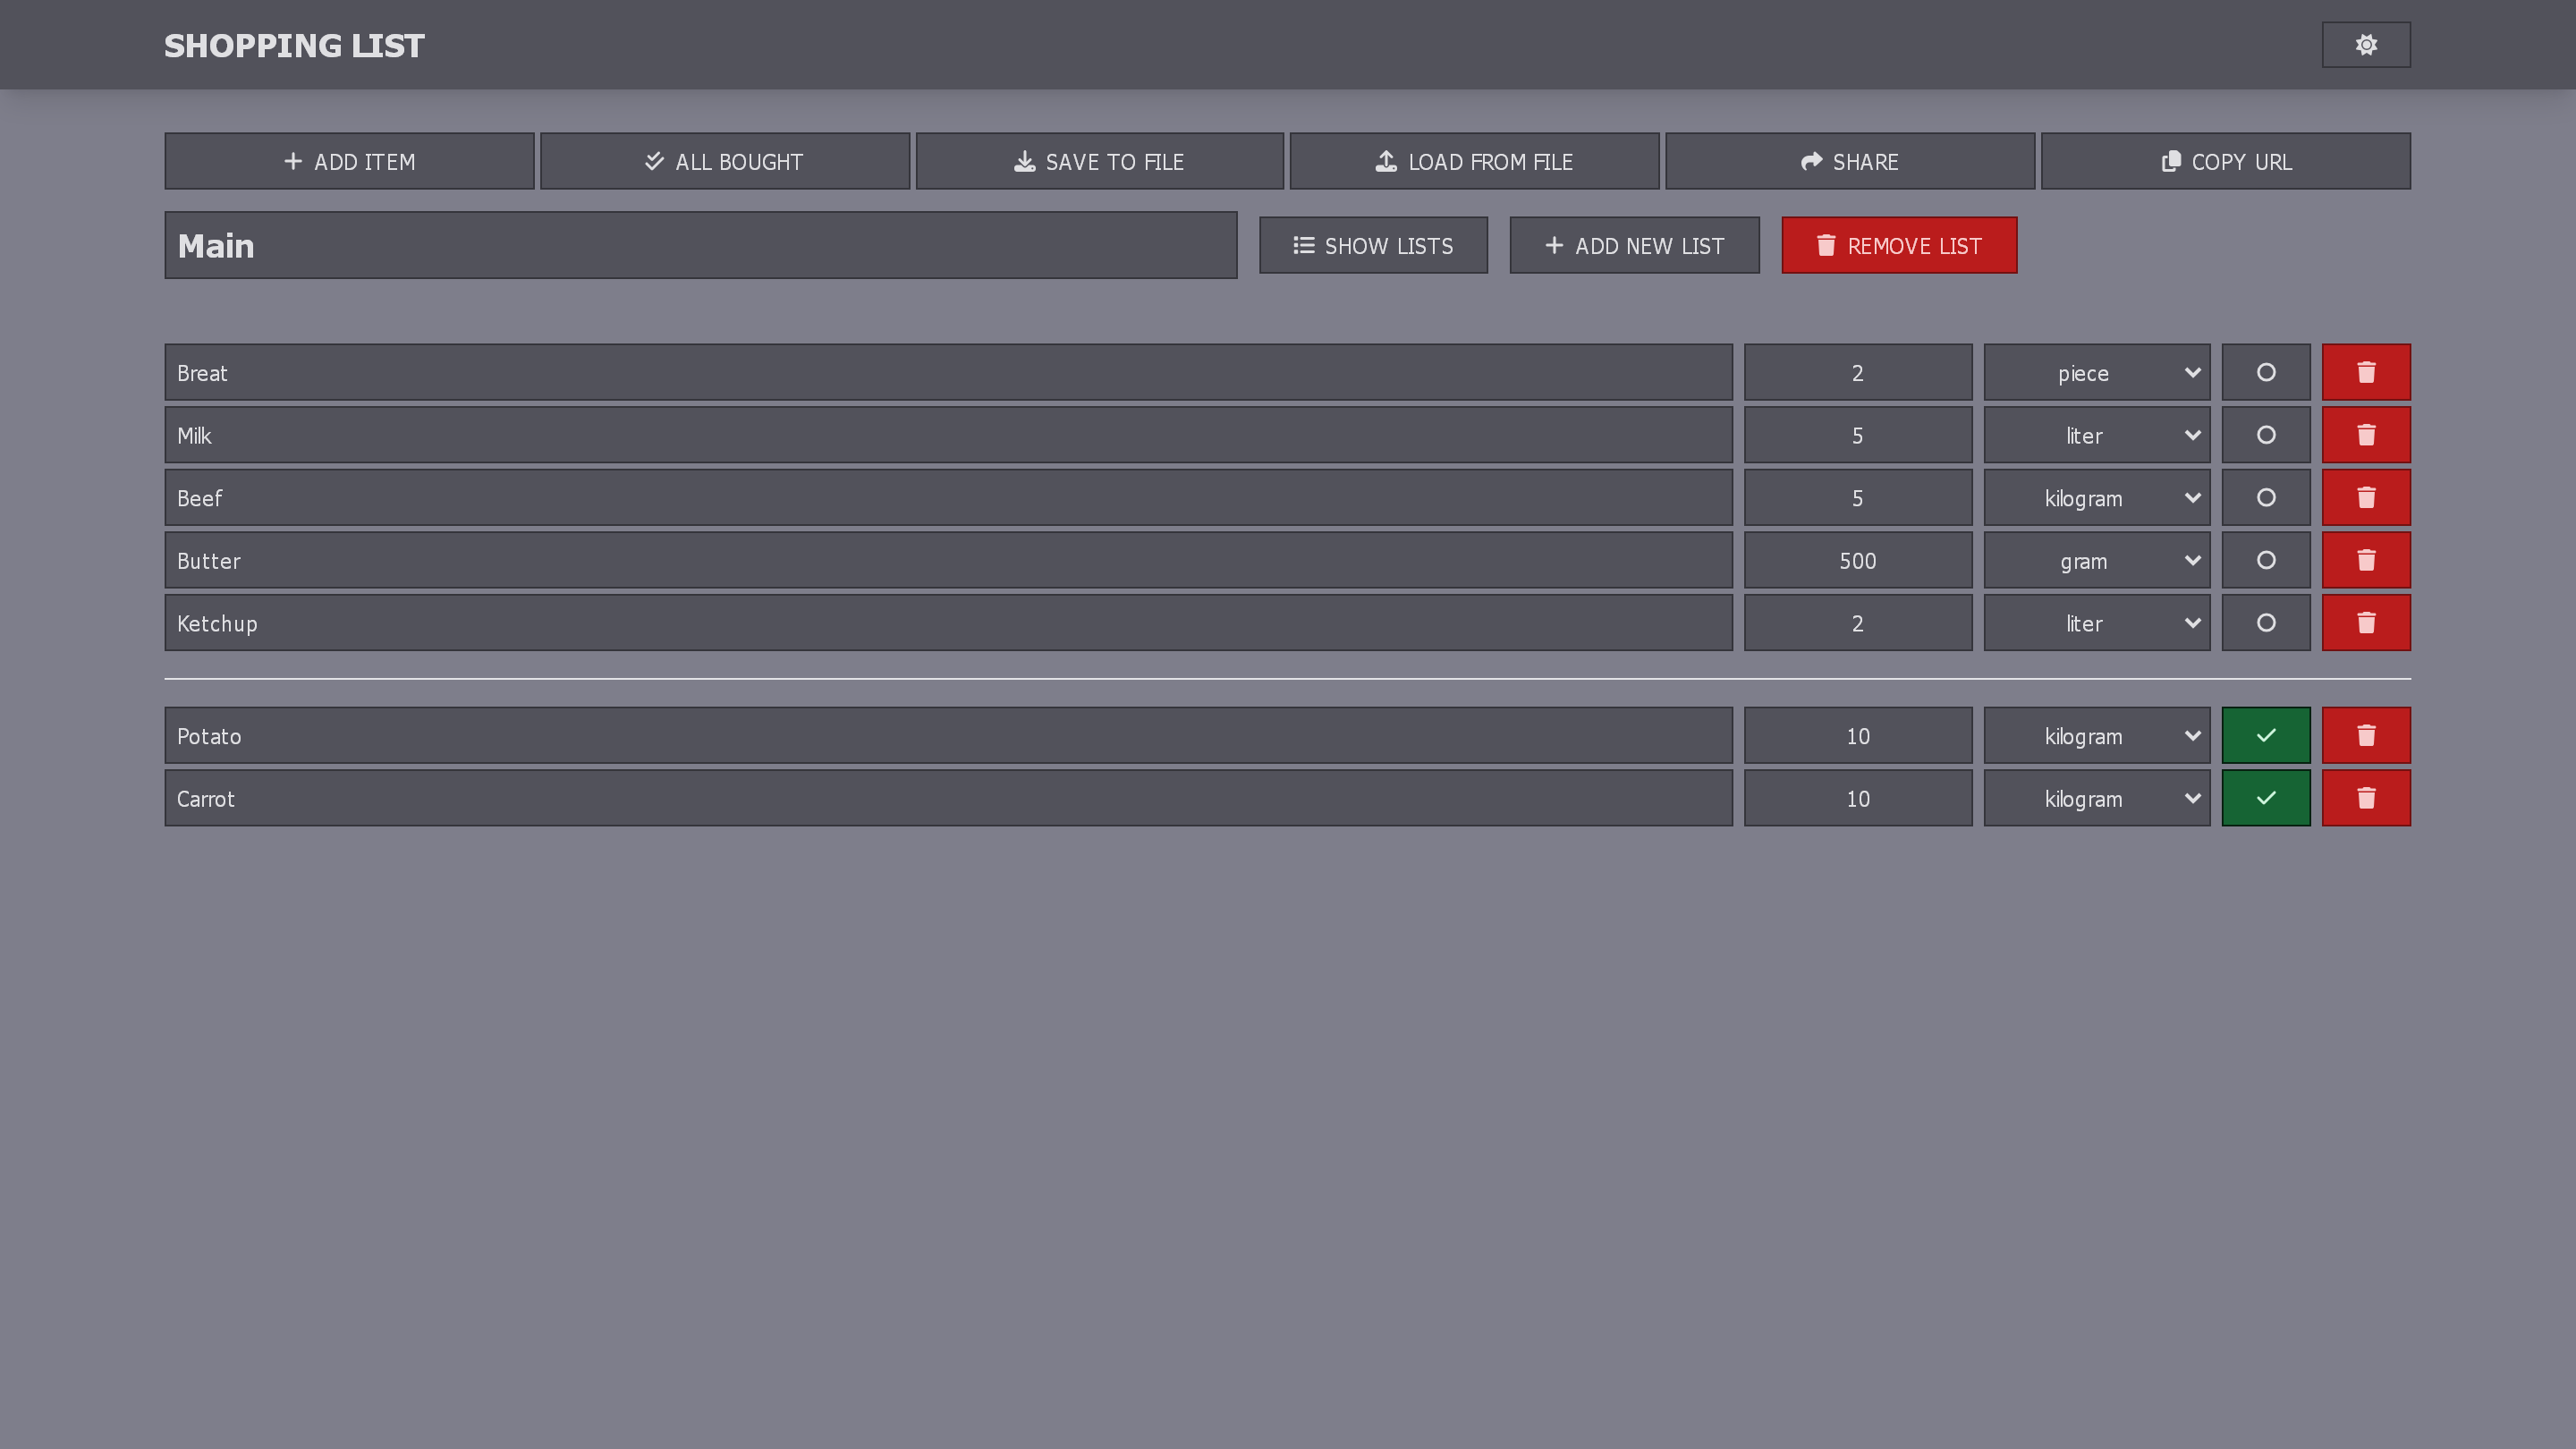 SHOPPING LIST
ADD ITEM ALL BOUGHT SAVE TO FILE LOAD FROM FILE SHARE COPY URL
Main SHOW LISTS ADD NEW LIST REMOVE LIST
Breat 2 piece
Milk 5 liter
Beef 5 kilogram
Butter 500 gram
Ketchup 2 liter
Potato 10 kilogram
Carrot 10 kilogram